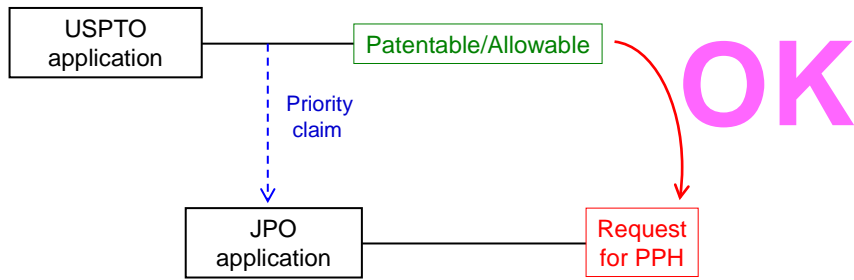 USPTO
application
Patentable/Allowable
OK
Priority
claim
JPO
application
Request
for PPH